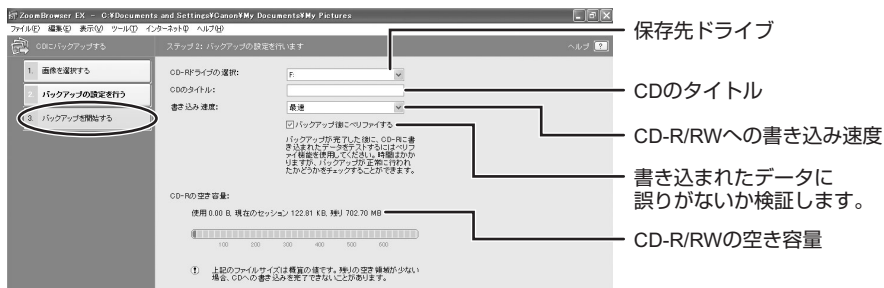 ZoomBrowser EX - C:¥Documents and Settings¥Canon¥My Documents¥My Pictures
ファイル(F) 編集(E) 表示(V) ツール(T) インターネット(I) ヘルプ(H)
CDにバックアップする
ステップ2: バックアップの設定を行います
ヘルプ ?
1. 画像を選択する
2. バックアップの設定を行う
3. バックアップを開始する
CD-Rドライブの選択:
F:
CDのタイトル:
書き込み速度:
最速
バックアップ後にベリファイする
バックアップが完了した後に、CD-Rに書
き込まれたデータをテストするにはベリフ
ァイ機能を使用してください。時間はかか
りますが、バックアップが正常に行われ
たかどうかをチェックすることができます。
CD-Rの空き容量:
使用 0.00 B, 現在のセッション 122.81 KB, 残り 702.70 MB
100 200 300 400 500 600
上記のファイルサイズは概算の値です。残りの空き領域が少ない
場合、CDへの書き込みを完了できないことがあります。
保存先ドライブ
CDのタイトル
CD-R/RWへの書き込み速度
書き込まれたデータに
誤りがないか検証します。
CD-R/RWの空き容量